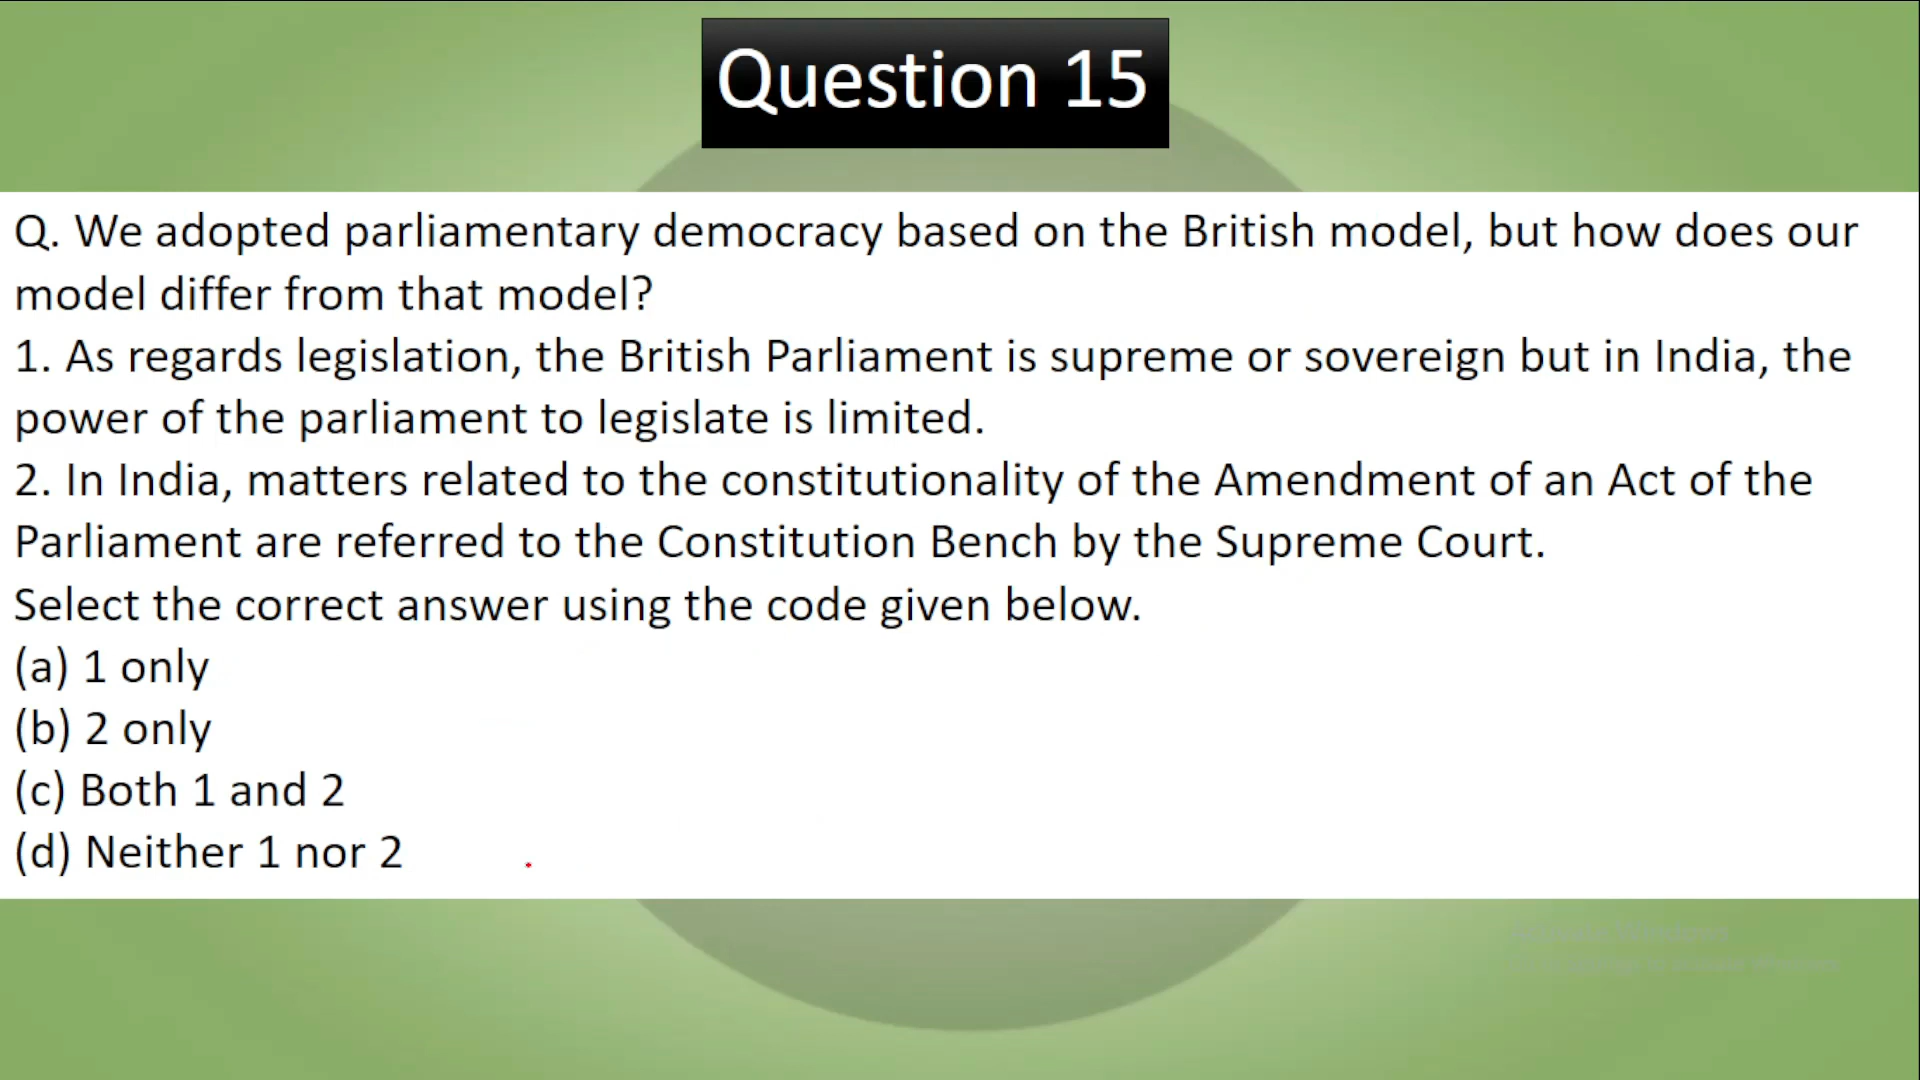 Question 15
Q. We adopted parliamentary democracy based on the British model, but how does our
model differ from that model?
1. As regards legislation, the British Parliament is supreme or sovereign but in India, the
power of the parliament to legislate is limited.
2. In India, matters related to the constitutionality of the Amendment of an Act of the
Parliament are referred to the Constitution Bench by the Supreme Court.
Select the correct answer using the code given below.
(a) 1 only
(b) 2 only
(c) Both 1 and 2
(d) Neither 1 nor 2